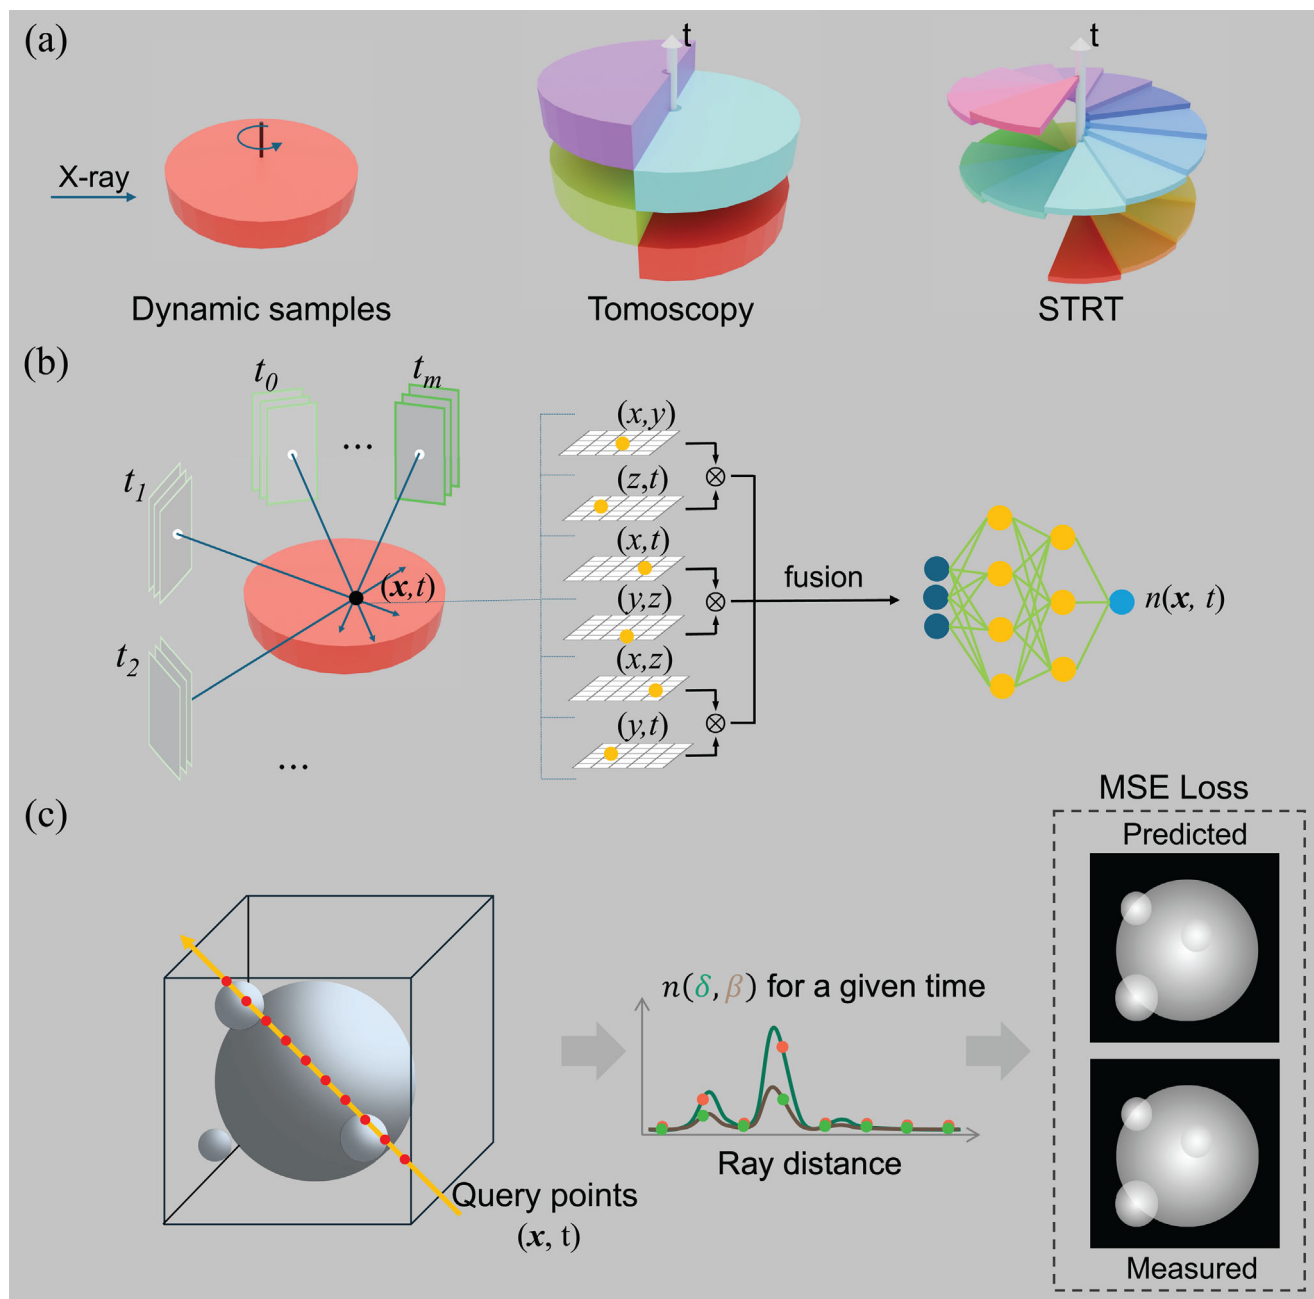 (a)
X-ray
Dynamic samples
t
Tomoscopy
t
STRT
(b)
t0
...
tm
t1
t2
...
(x,t)
(x,y)
(z,t)
(x,t)
(y,z)
(x,z)
(y,t)
fusion
n(x, t)
(c)
Query points
(x, t)
n(δ, β) for a given time
Ray distance
MSE Loss
Predicted
Measured